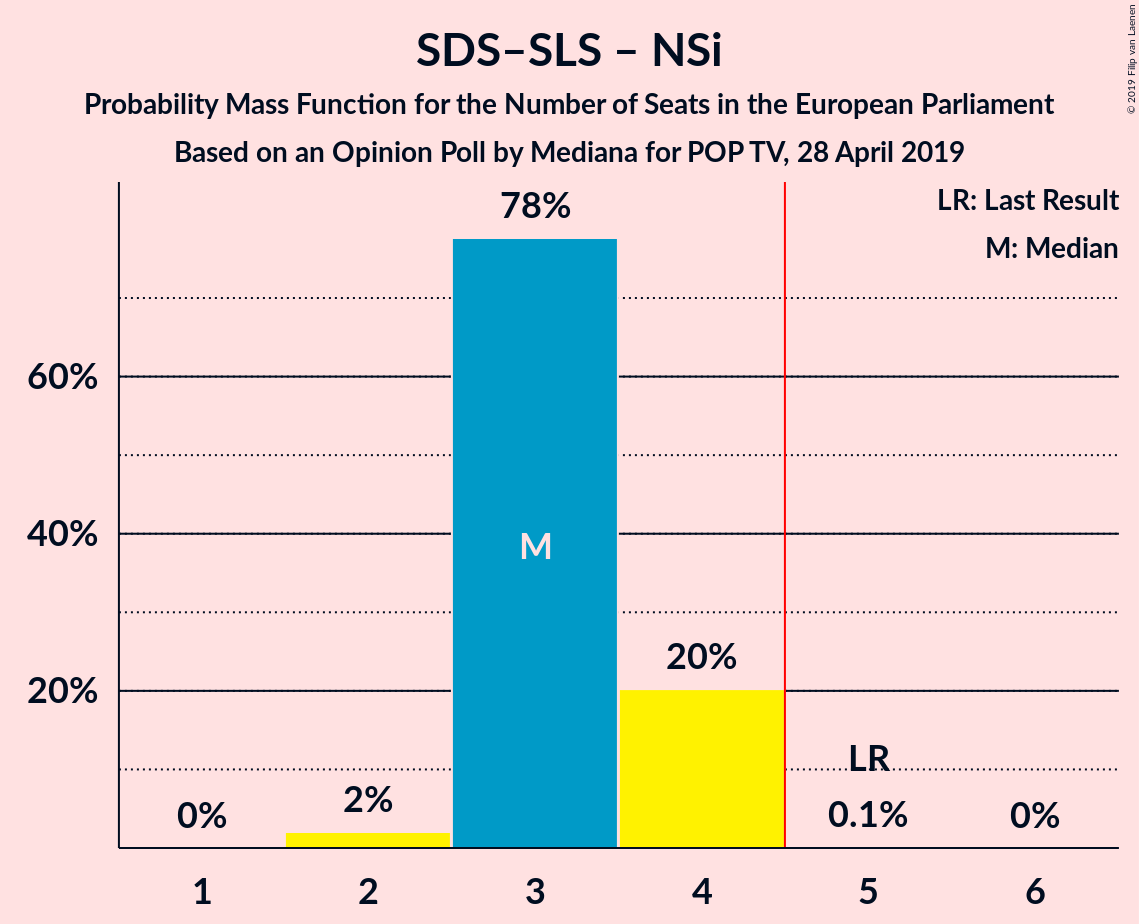 SDS–SLS – NSi
Probability Mass Function for the Number of Seats in the European Parliament
Based on an Opinion Poll by Mediana for POP TV, 28 April 2019
© 2019 Filip van Laenen
LR: Last Result
M: Median
78%
60%
M
40%
20%
20%
LR
0%
2%
0.1%
0%
1 2 3 4 5 6